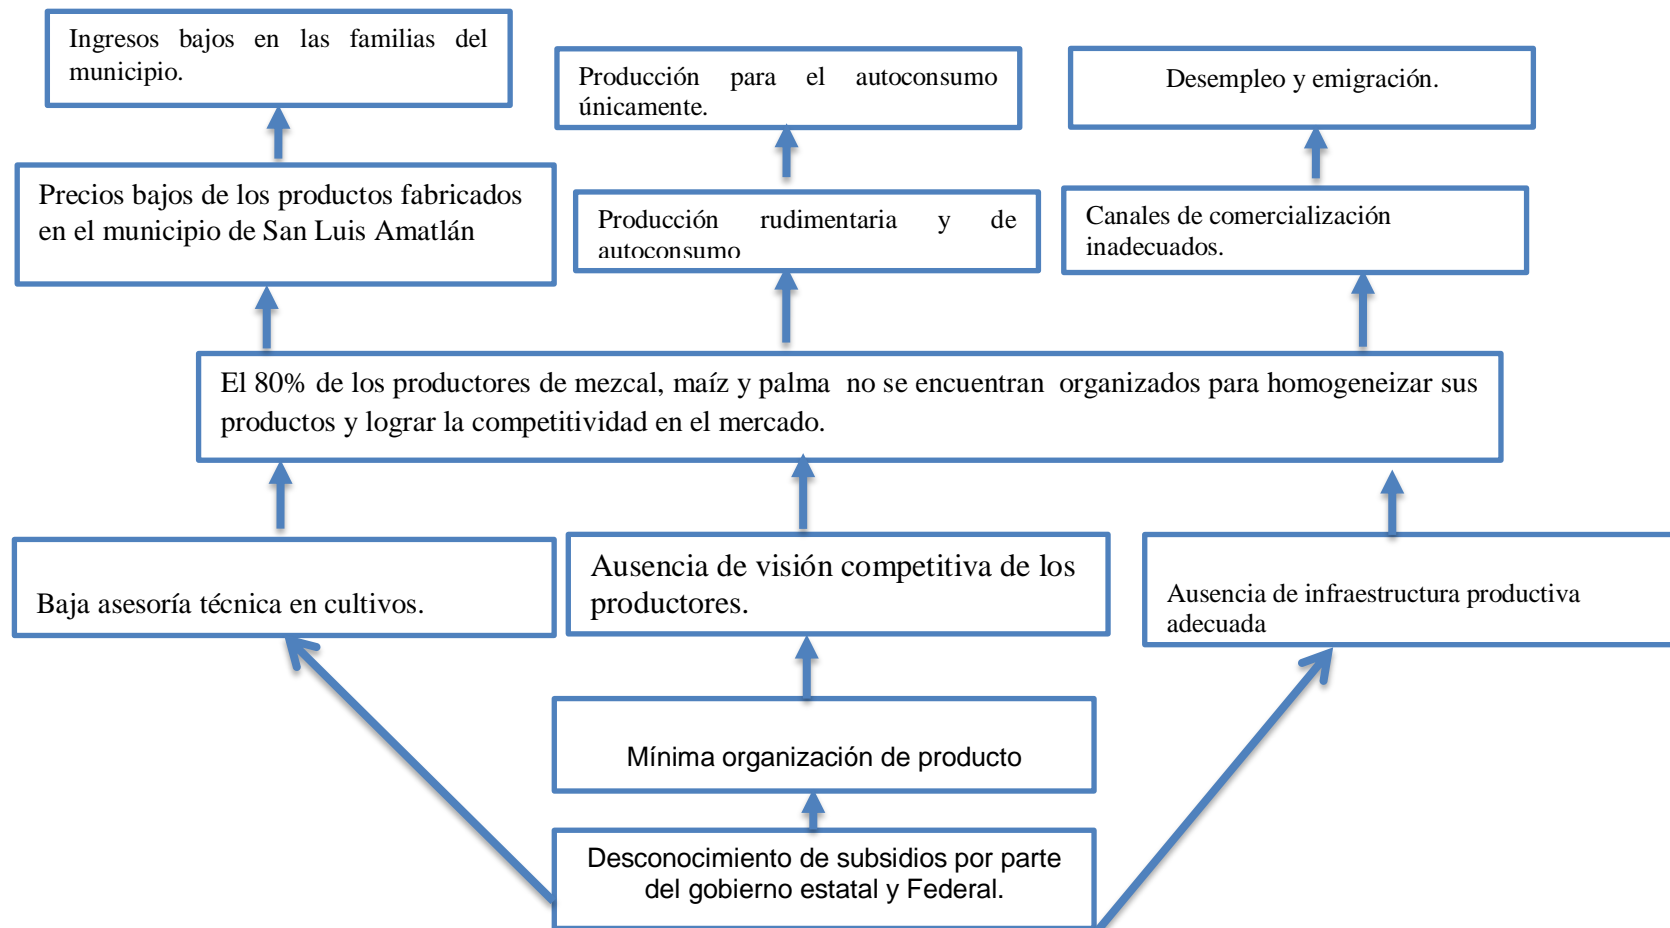 Ingresos bajos en las familias del
municipio.
Producción para el autoconsumo
únicamente.
Desempleo y emigración.
Precios bajos de los productos fabricados
en el municipio de San Luis Amatlán
Producción rudimentaria y de
autoconsumo
Canales de comercialización
inadecuados.
El 80% de los productores de mezcal, maíz y palma no se encuentran organizados para homogeneizar sus
productos y lograr la competitividad en el mercado.
Baja asesoría técnica en cultivos.
Ausencia de visión competitiva de los
productores.
Ausencia de infraestructura productiva
adecuada
Mínima organización de producto
Desconocimiento de subsidios por parte
del gobierno estatal y Federal.